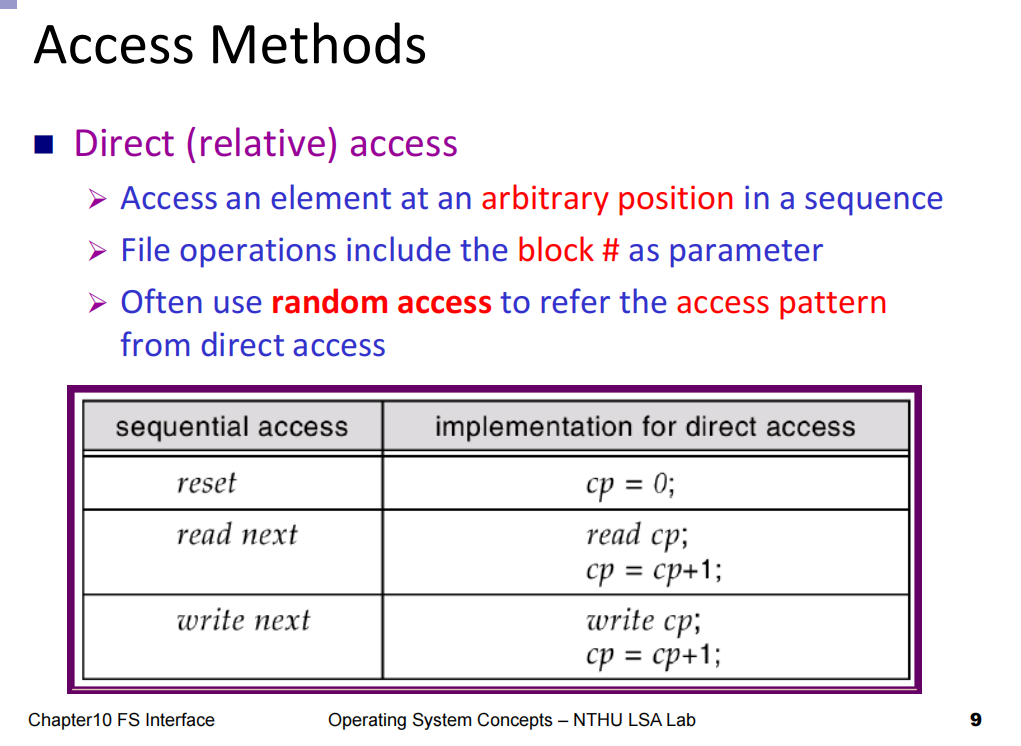 Access Methods
Direct (relative) access
Access an element at an arbitrary position in a sequence
File operations include the block # as parameter
Often use random access to refer the access pattern
from direct access
sequential access implementation for direct access
reset cp = 0;
read next read cp;
cp = cp+1;
write next write cp;
cp = cp+1;
Chapter10 FS Interface Operating System Concepts – NTHU LSA Lab 9